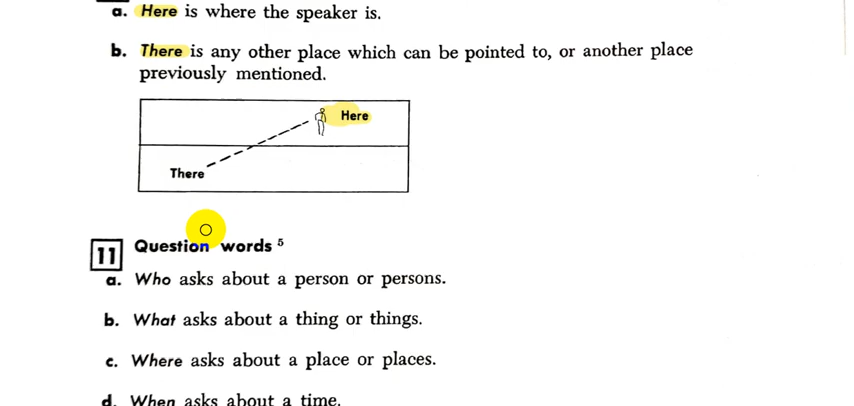 a. Here is where the speaker is.
b. There is any other place which can be pointed to, or another place
previously mentioned.
Here
There
11 Question words 5
a. Who asks about a person or persons.
b. What asks about a thing or things.
c. Where asks about a place or places.
d. When asks about a time.